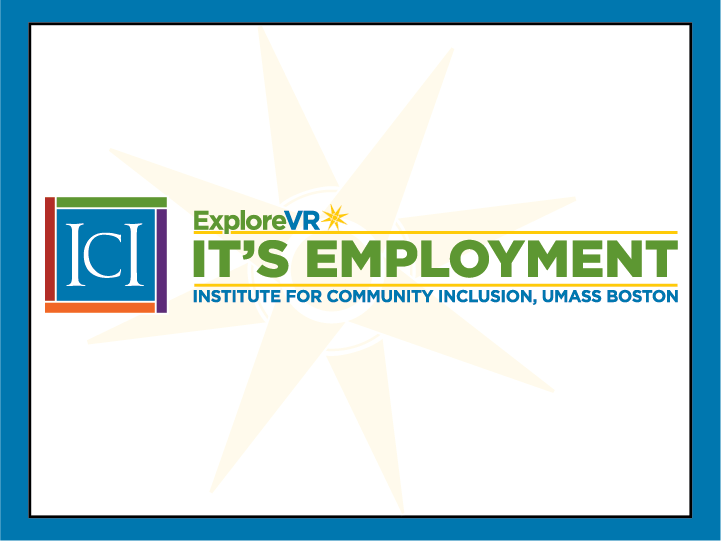 ICI
ExploreVR
IT'S EMPLOYMENT
INSTITUTE FOR COMMUNITY INCLUSION, UMASS BOSTON